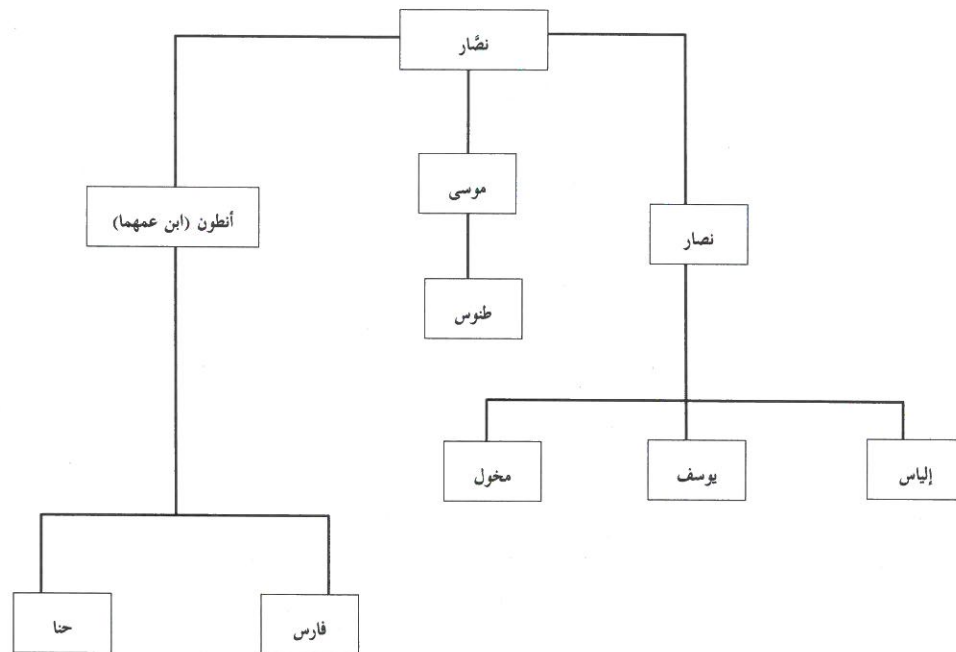 نصَّار
موسى
أنطون (ابن عمهما)
نصار
طنوس
إلياس
يوسف
مخول
فارس
حنا